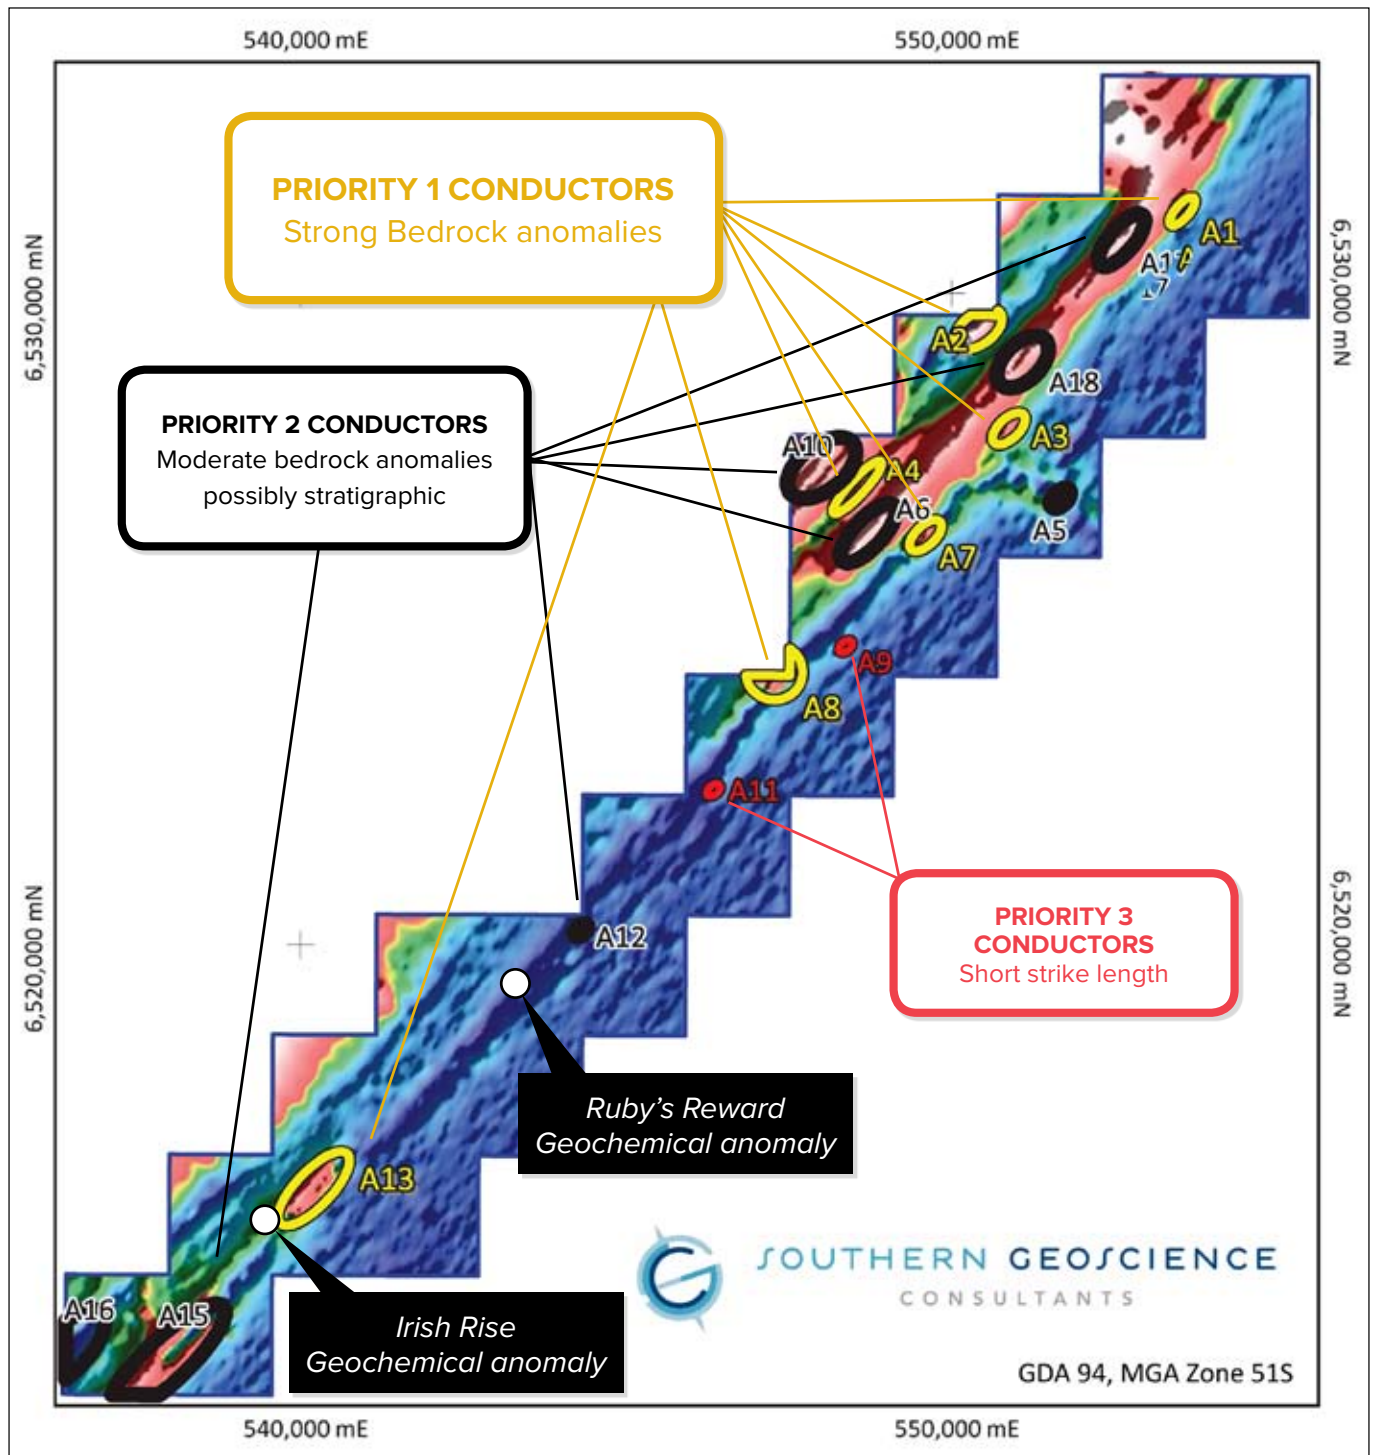 540,000 mE
550,000 mE
PRIORITY 1 CONDUCTORS
Strong Bedrock anomalies
6,530,000 mN
6,530,000 mN
A1
A17
17
A2
A18
PRIORITY 2 CONDUCTORS
Moderate bedrock anomalies
possibly stratigraphic
A3
A10
A4
A6
A5
A7
A9
A8
A11
PRIORITY 3
CONDUCTORS
Short strike length
6,520,000 mN
6,520,000 mN
A12
Ruby’s Reward
Geochemical anomaly
A13
SOUTHERN GEOSCIENCE
CONSULTANTS
A16
A15
Irish Rise
Geochemical anomaly
GDA 94, MGA Zone 51S
540,000 mE
550,000 mE